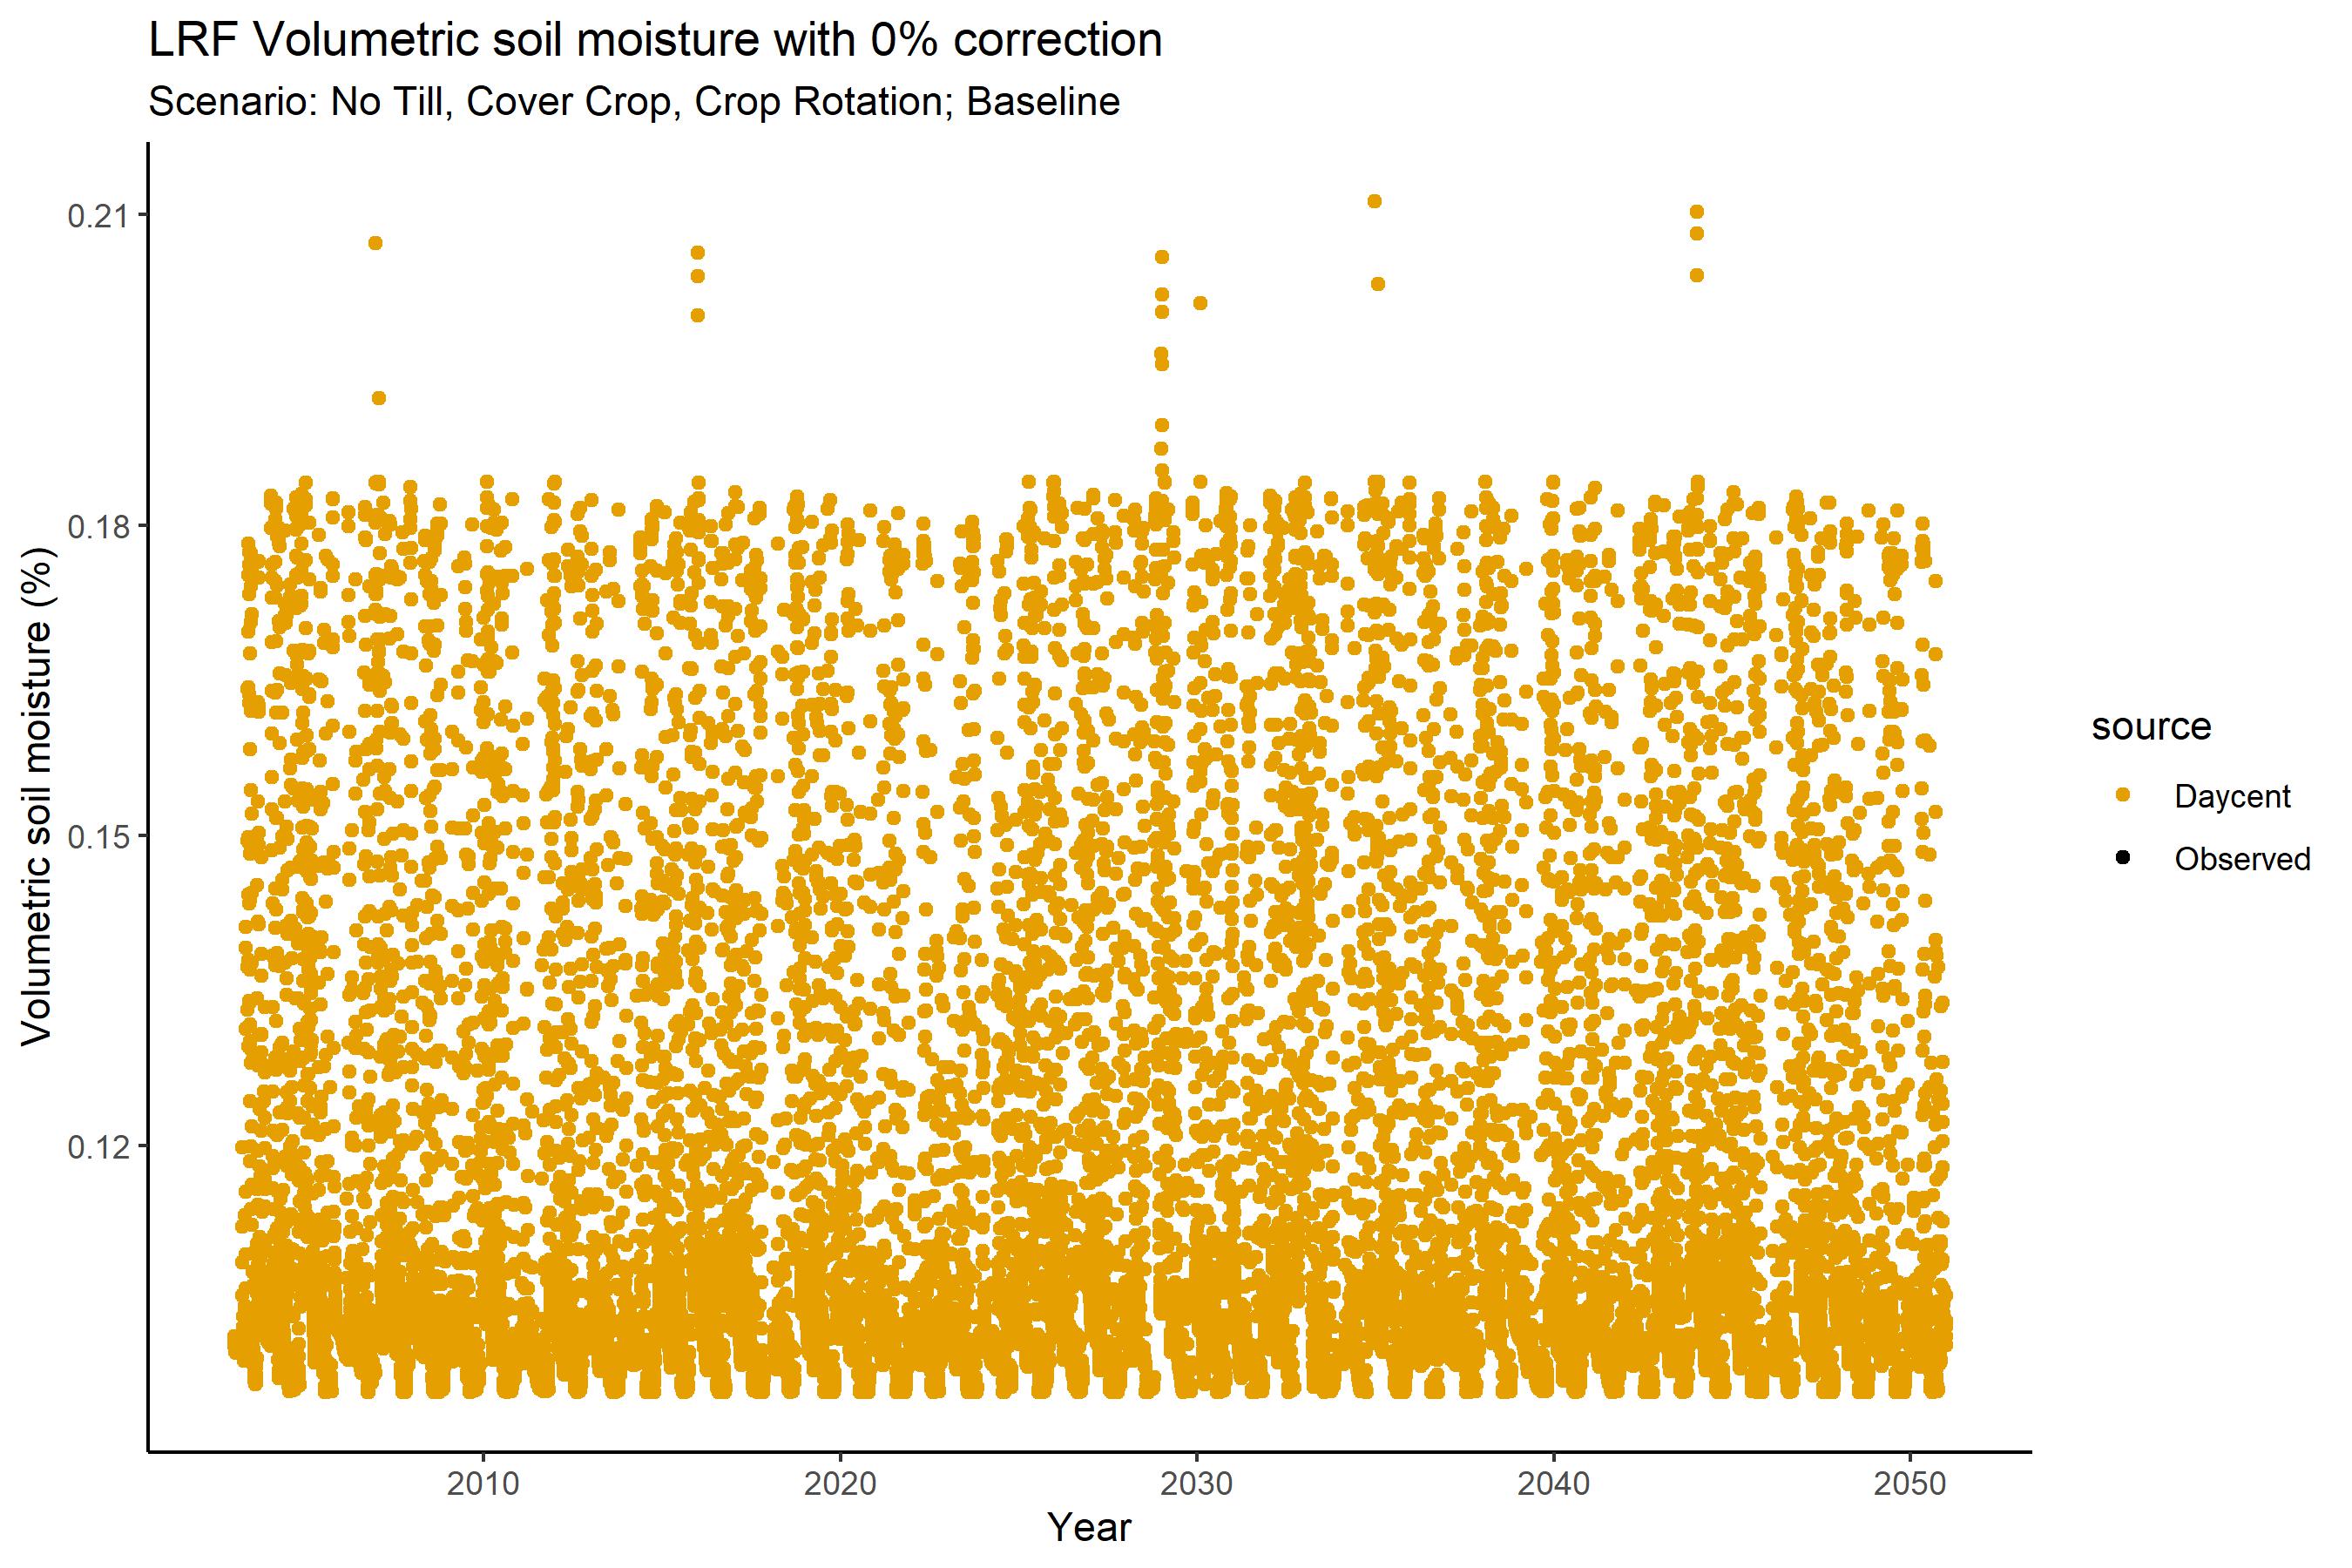 LRF Volumetric soil moisture with 0% correction
Scenario: No Till, Cover Crop, Crop Rotation; Baseline
Volumetric soil moisture (%)
0.21
0.18
0.15
0.12
2010
2020
2030
2040
2050
Year
source
Daycent
Observed